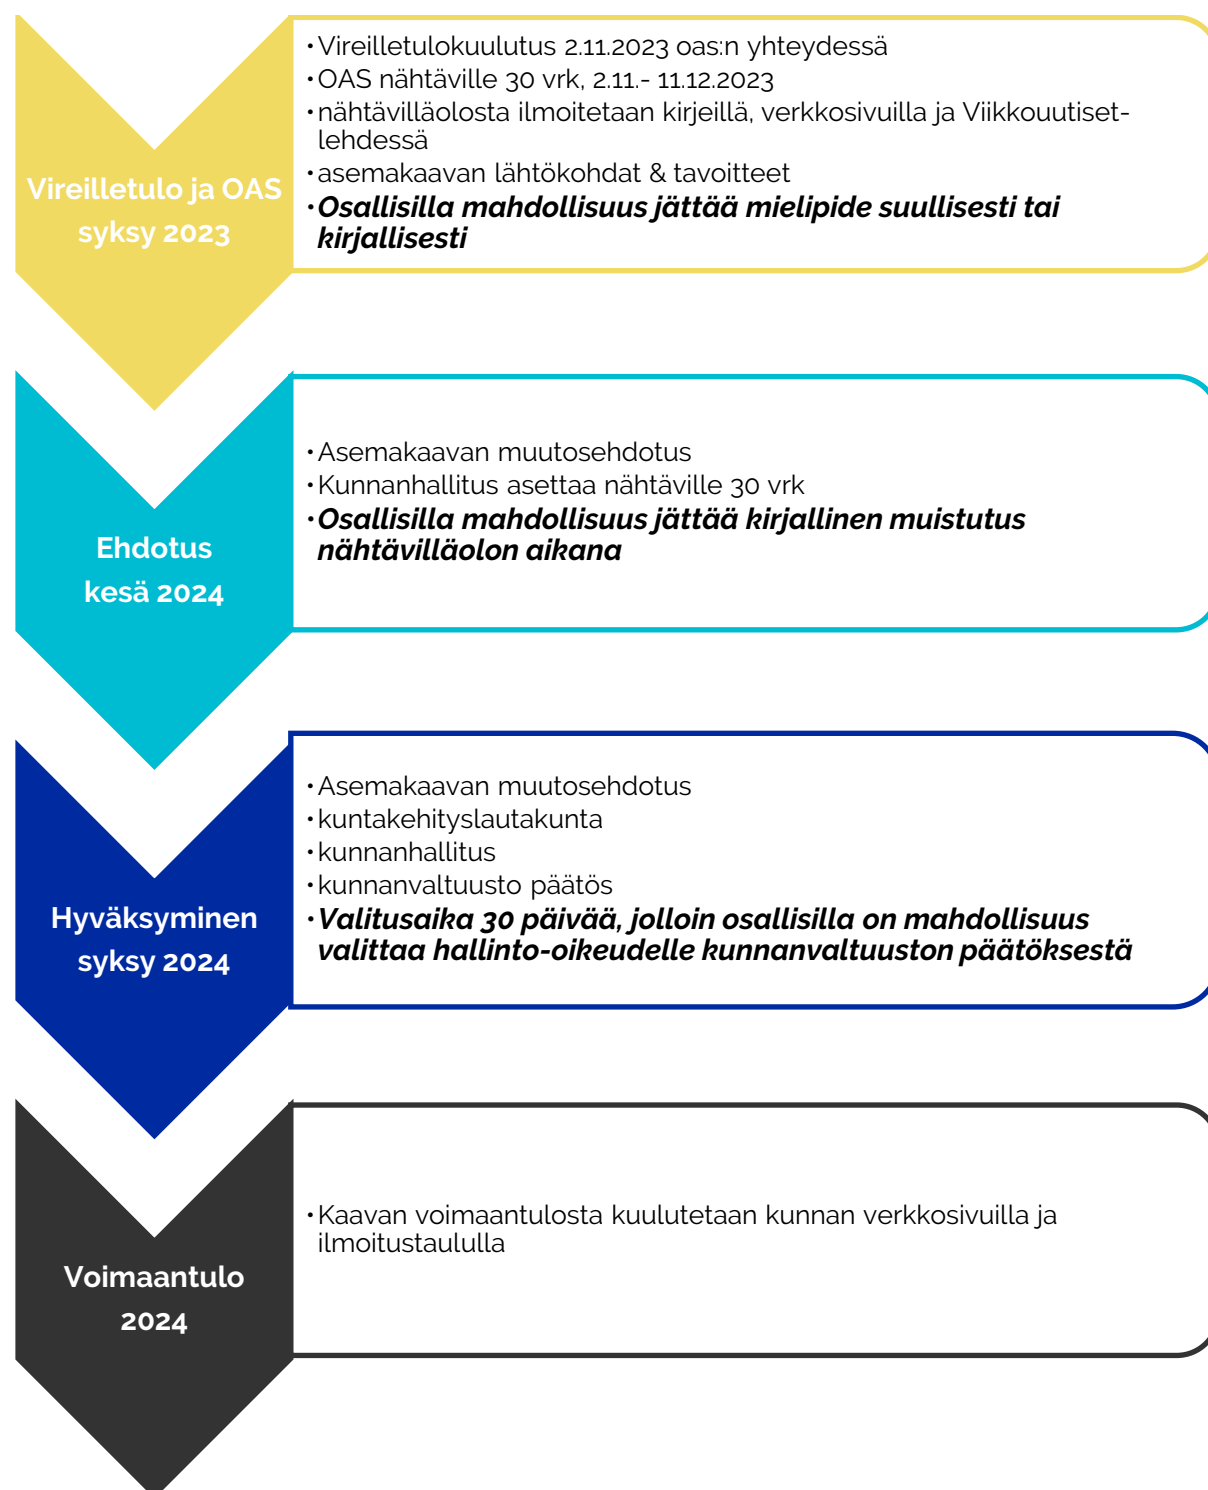 Vireilletulo ja OAS
syksy 2023
• Vireilletulokuulutus 2.11.2023 oas:n yhteydessä
• OAS nähtäville 30 vrk, 2.11.- 11.12.2023
• nähtävilläolosta ilmoitetaan kirjeillä, verkkosivuilla ja Viikkouutiset-
lehdessä
• asemakaavan lähtökohdat & tavoitteet
• Osallisilla mahdollisuus jättää mielipide suullisesti tai
kirjallisesti
Ehdotus
kesä 2024
• Asemakaavan muutosehdotus
• Kunnanhallitus asettaa nähtäville 30 vrk
• Osallisilla mahdollisuus jättää kirjallinen muistutus
nähtävilläolon aikana
Hyväksyminen
syksy 2024
• Asemakaavan muutosehdotus
• kuntakehityslautakunta
• kunnanhallitus
• kunnanvaltuusto päätös
• Valitusaika 30 päivää, jolloin osallisilla on mahdollisuus
valittaa hallinto-oikeudelle kunnanvaltuuston päätöksestä
Voimaantulo
2024
• Kaavan voimaantulosta kuulutetaan kunnan verkkosivuilla ja
ilmoitustaululla